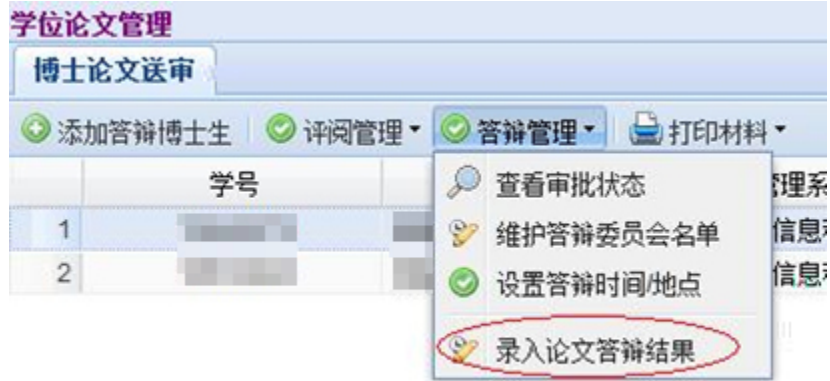 学位论文管理
博士论文送审
添加答辩博士生 评阅管理 答辩管理 打印材料
学号 查看审批状态 管理系
1 维护答辩委员会名单 信息
2 设置答辩时间/地点 信息
录入论文答辩结果